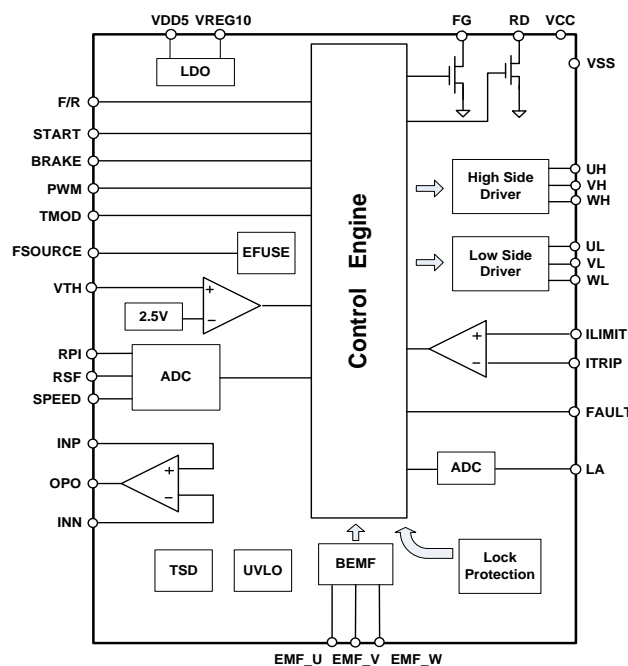 VDD5 VREG10 FG RD VCC
VSS
LDO
F/R
START
BRAKE
PWM
TMOD
FSOURCE
EFUSE
VTH
+
−
2.5V
RPI
RSF
SPEED
ADC
INP
OPO
INN
+
−
Control Engine
High Side
Driver
UH
VH
WH
Low Side
Driver
UL
VL
WL
+
−
ILIMIT
ITRIP
FAULT
ADC
LA
TSD
UVLO
BEMF
Lock
Protection
EMF_U EMF_V EMF_W